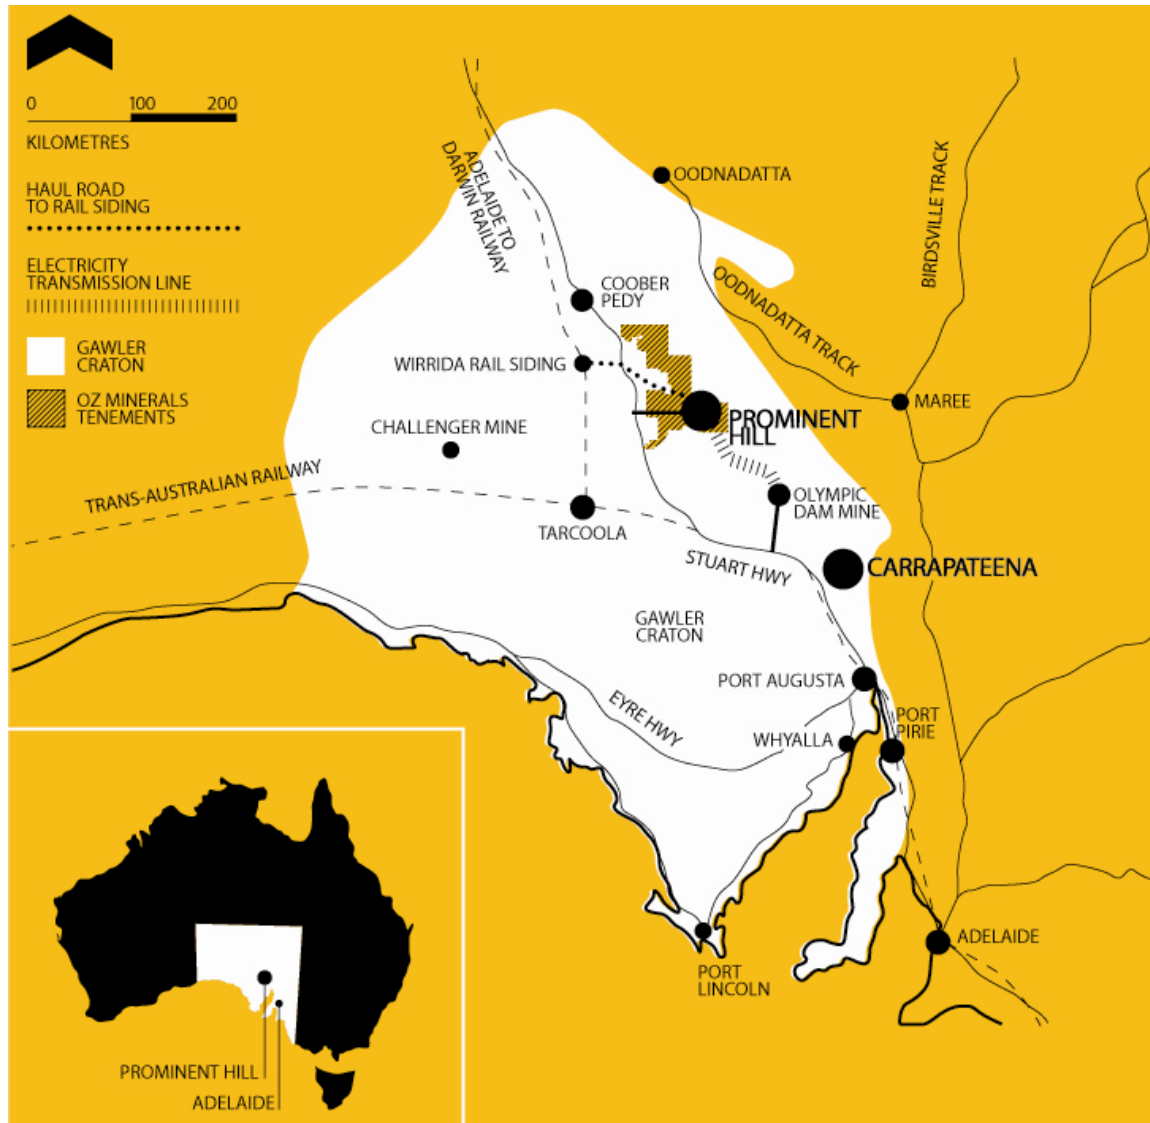 0 100 200
KILOMETRES
HAUL ROAD
TO RAIL SIDING
ELECTRICITY
TRANSMISSION LINE
GAWLER
CRATON
OZ MINERALS
TENEMENTS
ADELAIDE TO
DARWIN RAILWAY
OODNADATTA
BIRDSVILLE TRACK
COOBER
PEDY
OODNADATTA TRACK
WIRRIDA RAIL SIDING
MAREE
CHALLENGER MINE
PROMINENT
HILL
TRANS-AUSTRALIAN RAILWAY
OLYMPIC
DAM MINE
TARCOOLA
STUART HWY
CARRAPATEENA
GAWLER
CRATON
PORT AUGUSTA
EYRE HWY
PORT
PIRIE
WHYALLA
ADELAIDE
PORT
LINCOLN
PROMINENT HILL
ADELAIDE